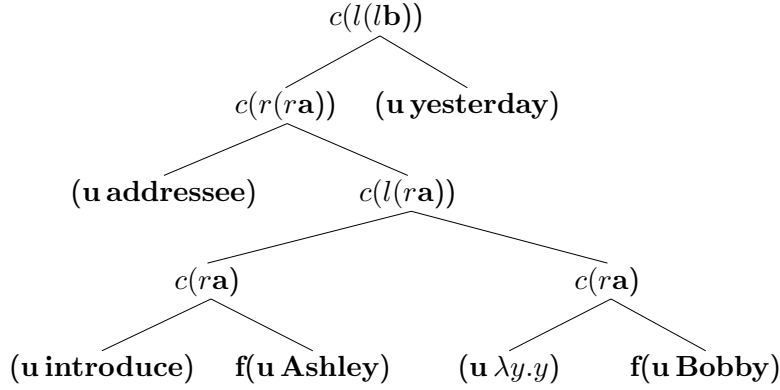 c(l(lb))
c(r(ra)) (u yesterday)
(u addressee) c(l(ra))
c(ra) c(ra)
(u introduce) f(u Ashley) (u λy.y) f(u Bobby)